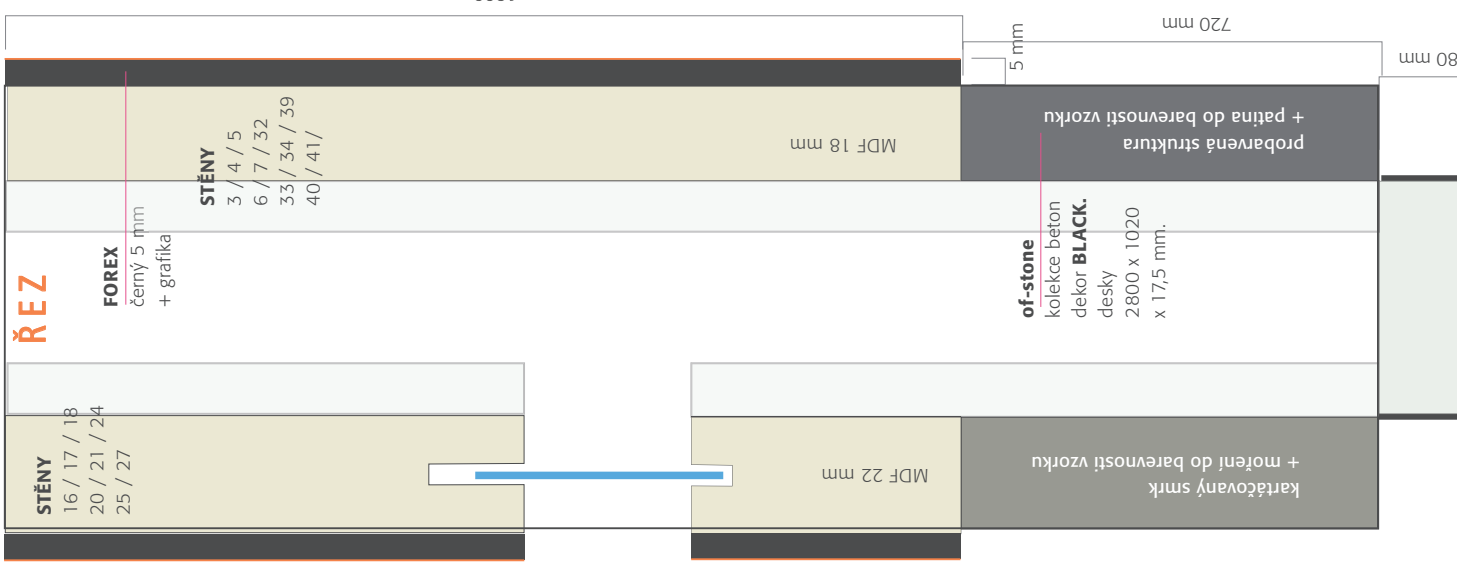 720 mm
5 mm
80 mm
ŘEZ
FOREX
černý 5 mm
+ grafika
STĚNY
3 / 4 / 5
6 / 7 / 32
33 / 34 / 39
40 / 41/
MDF 18 mm
probarvená struktura
+ patina do barevnosti vzorku
of-stone
kolekce beton
dekor BLACK.
desky
2800 x 1020
x 17,5 mm.
STĚNY
16 / 17 / 18
20 / 21 / 24
25 / 27
MDF 22 mm
kartáčovaný smrk
+ moření do barevnosti vzorku